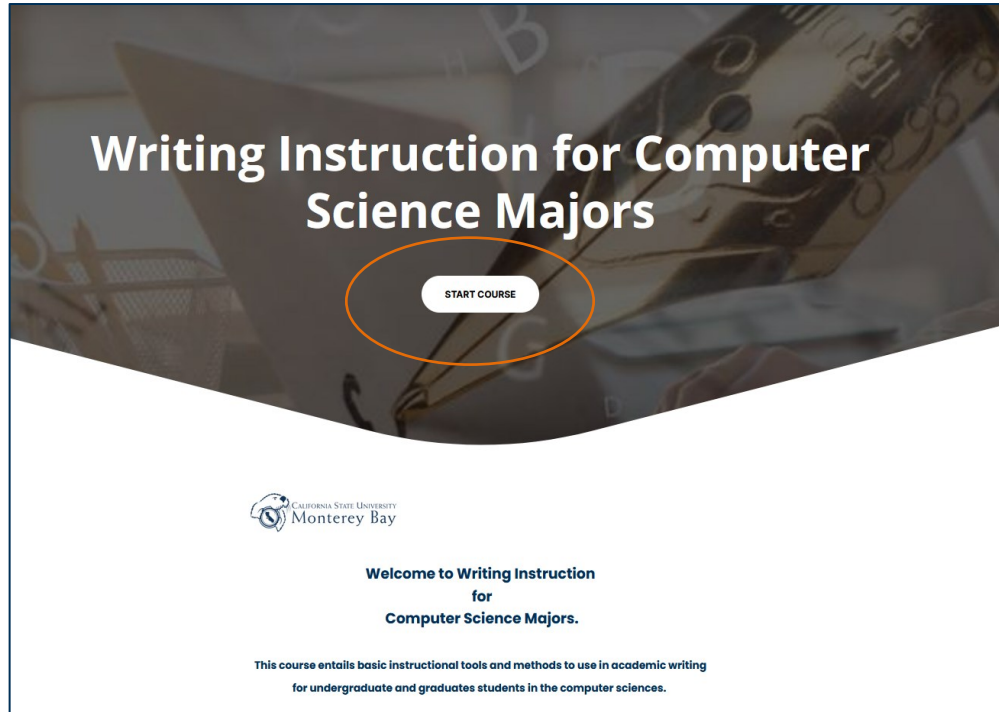 Writing Instruction for Computer
Science Majors
START COURSE
CALIFORNIA STATE UNIVERSITY
Monterey Bay
Welcome to Writing Instruction
for
Computer Science Majors.
This course entails basic instructional tools and methods to use in academic writing
for undergraduate and graduates students in the computer sciences.